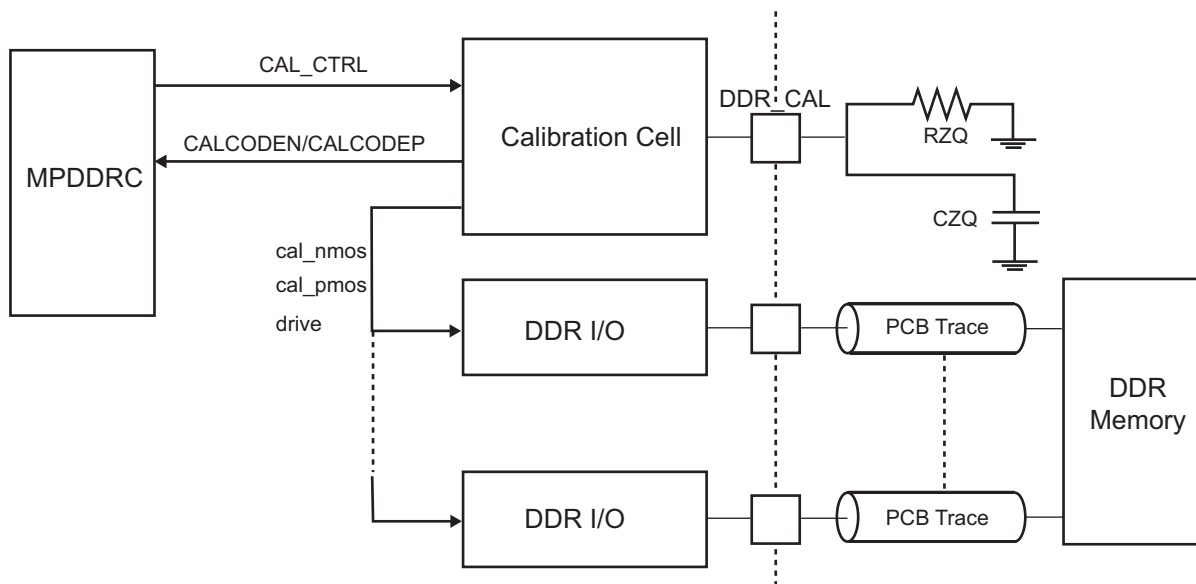 CAL_CTRL
DDR_CAL
CALCODEN/CALCODEP
Calibration Cell
RZQ
MPDDRC
CZQ
cal_nmos
cal_pmos
drive
DDR I/O
PCB Trace
DDR
Memory
DDR I/O
PCB Trace